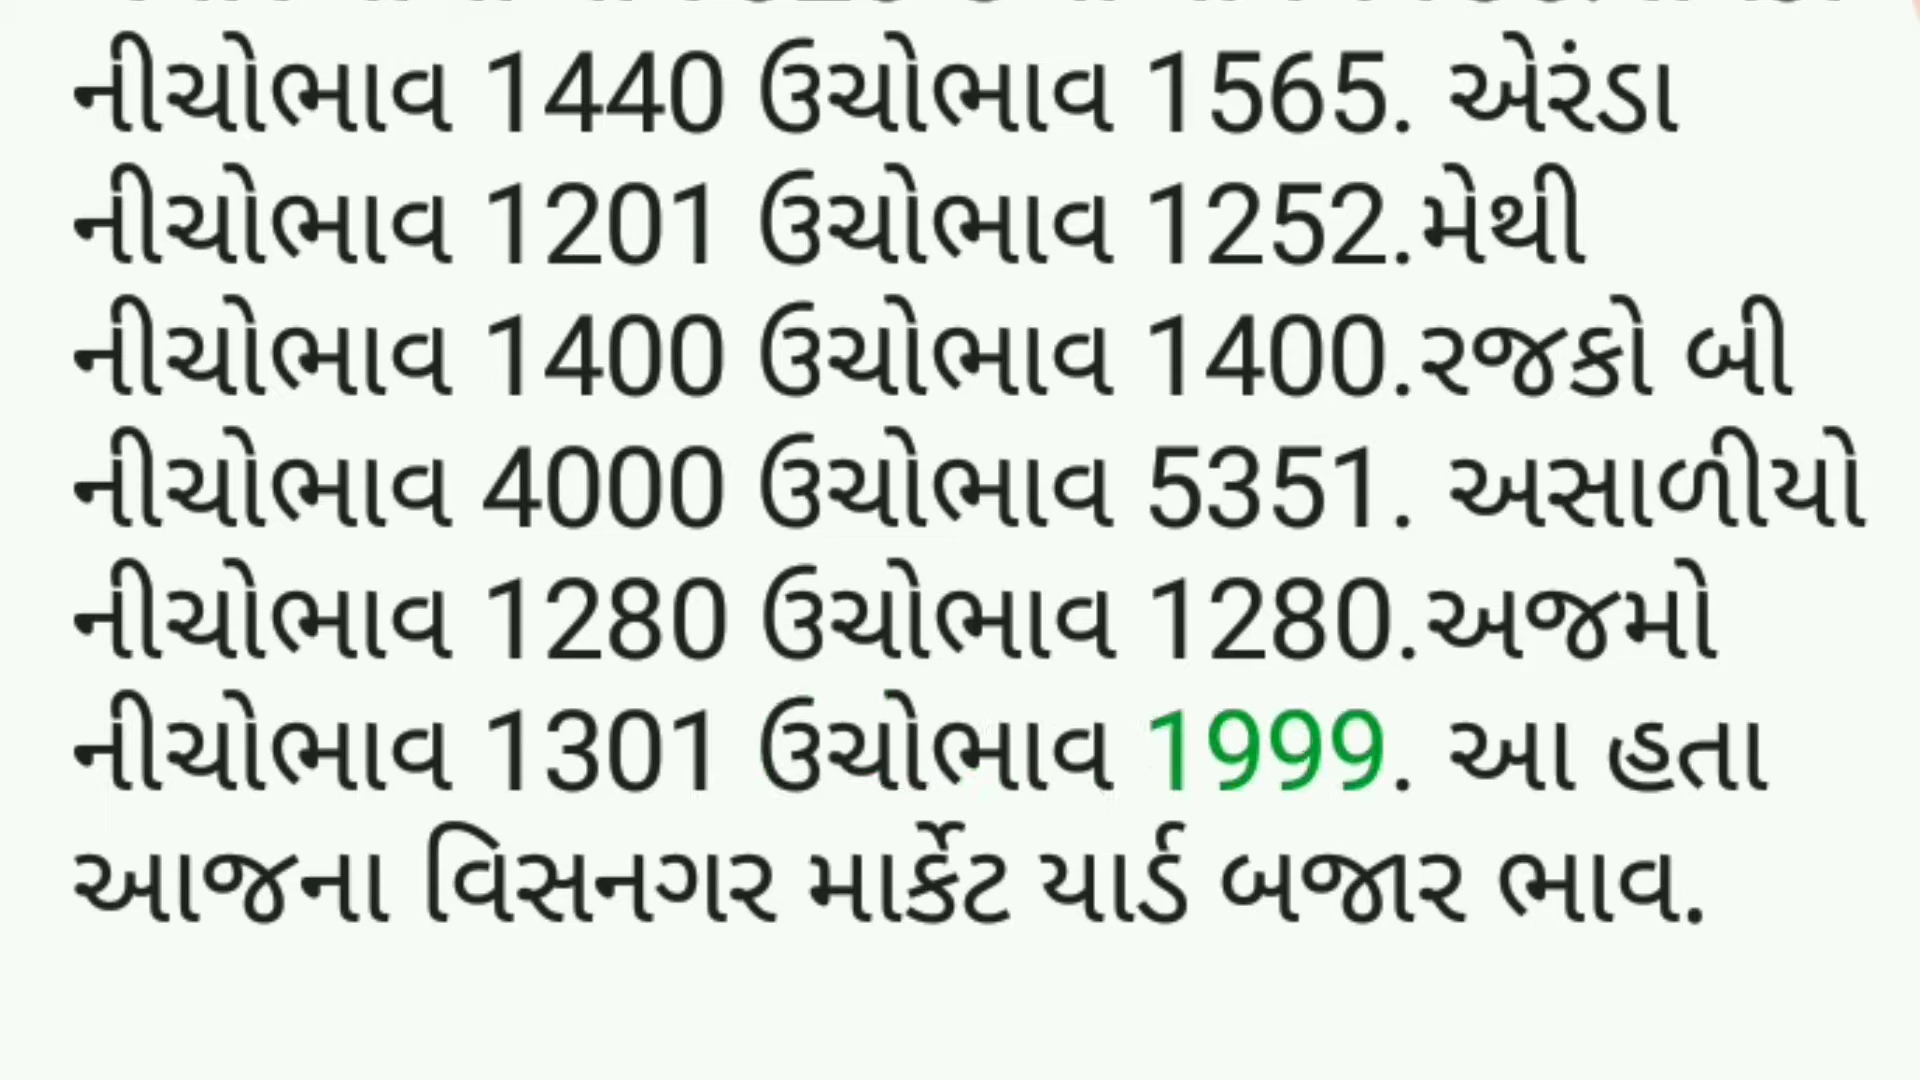 નીચોભાવ 1440 ઉચોભાવ 1565. એરંડા
નીચોભાવ 1201 ઉચોભાવ 1252.મેથી
નીચોભાવ 1400 ઉચોભાવ 1400.રજકો બી
નીચોભાવ 4000 ઉચોભાવ 5351. અસાળીયો
નીચોભાવ 1280 ઉચોભાવ 1280.અજમો
નીચોભાવ 1301 ઉચોભાવ 1999. આ હતા
આજના વિસનગર માર્કેટ યાર્ડ બજાર ભાવ.